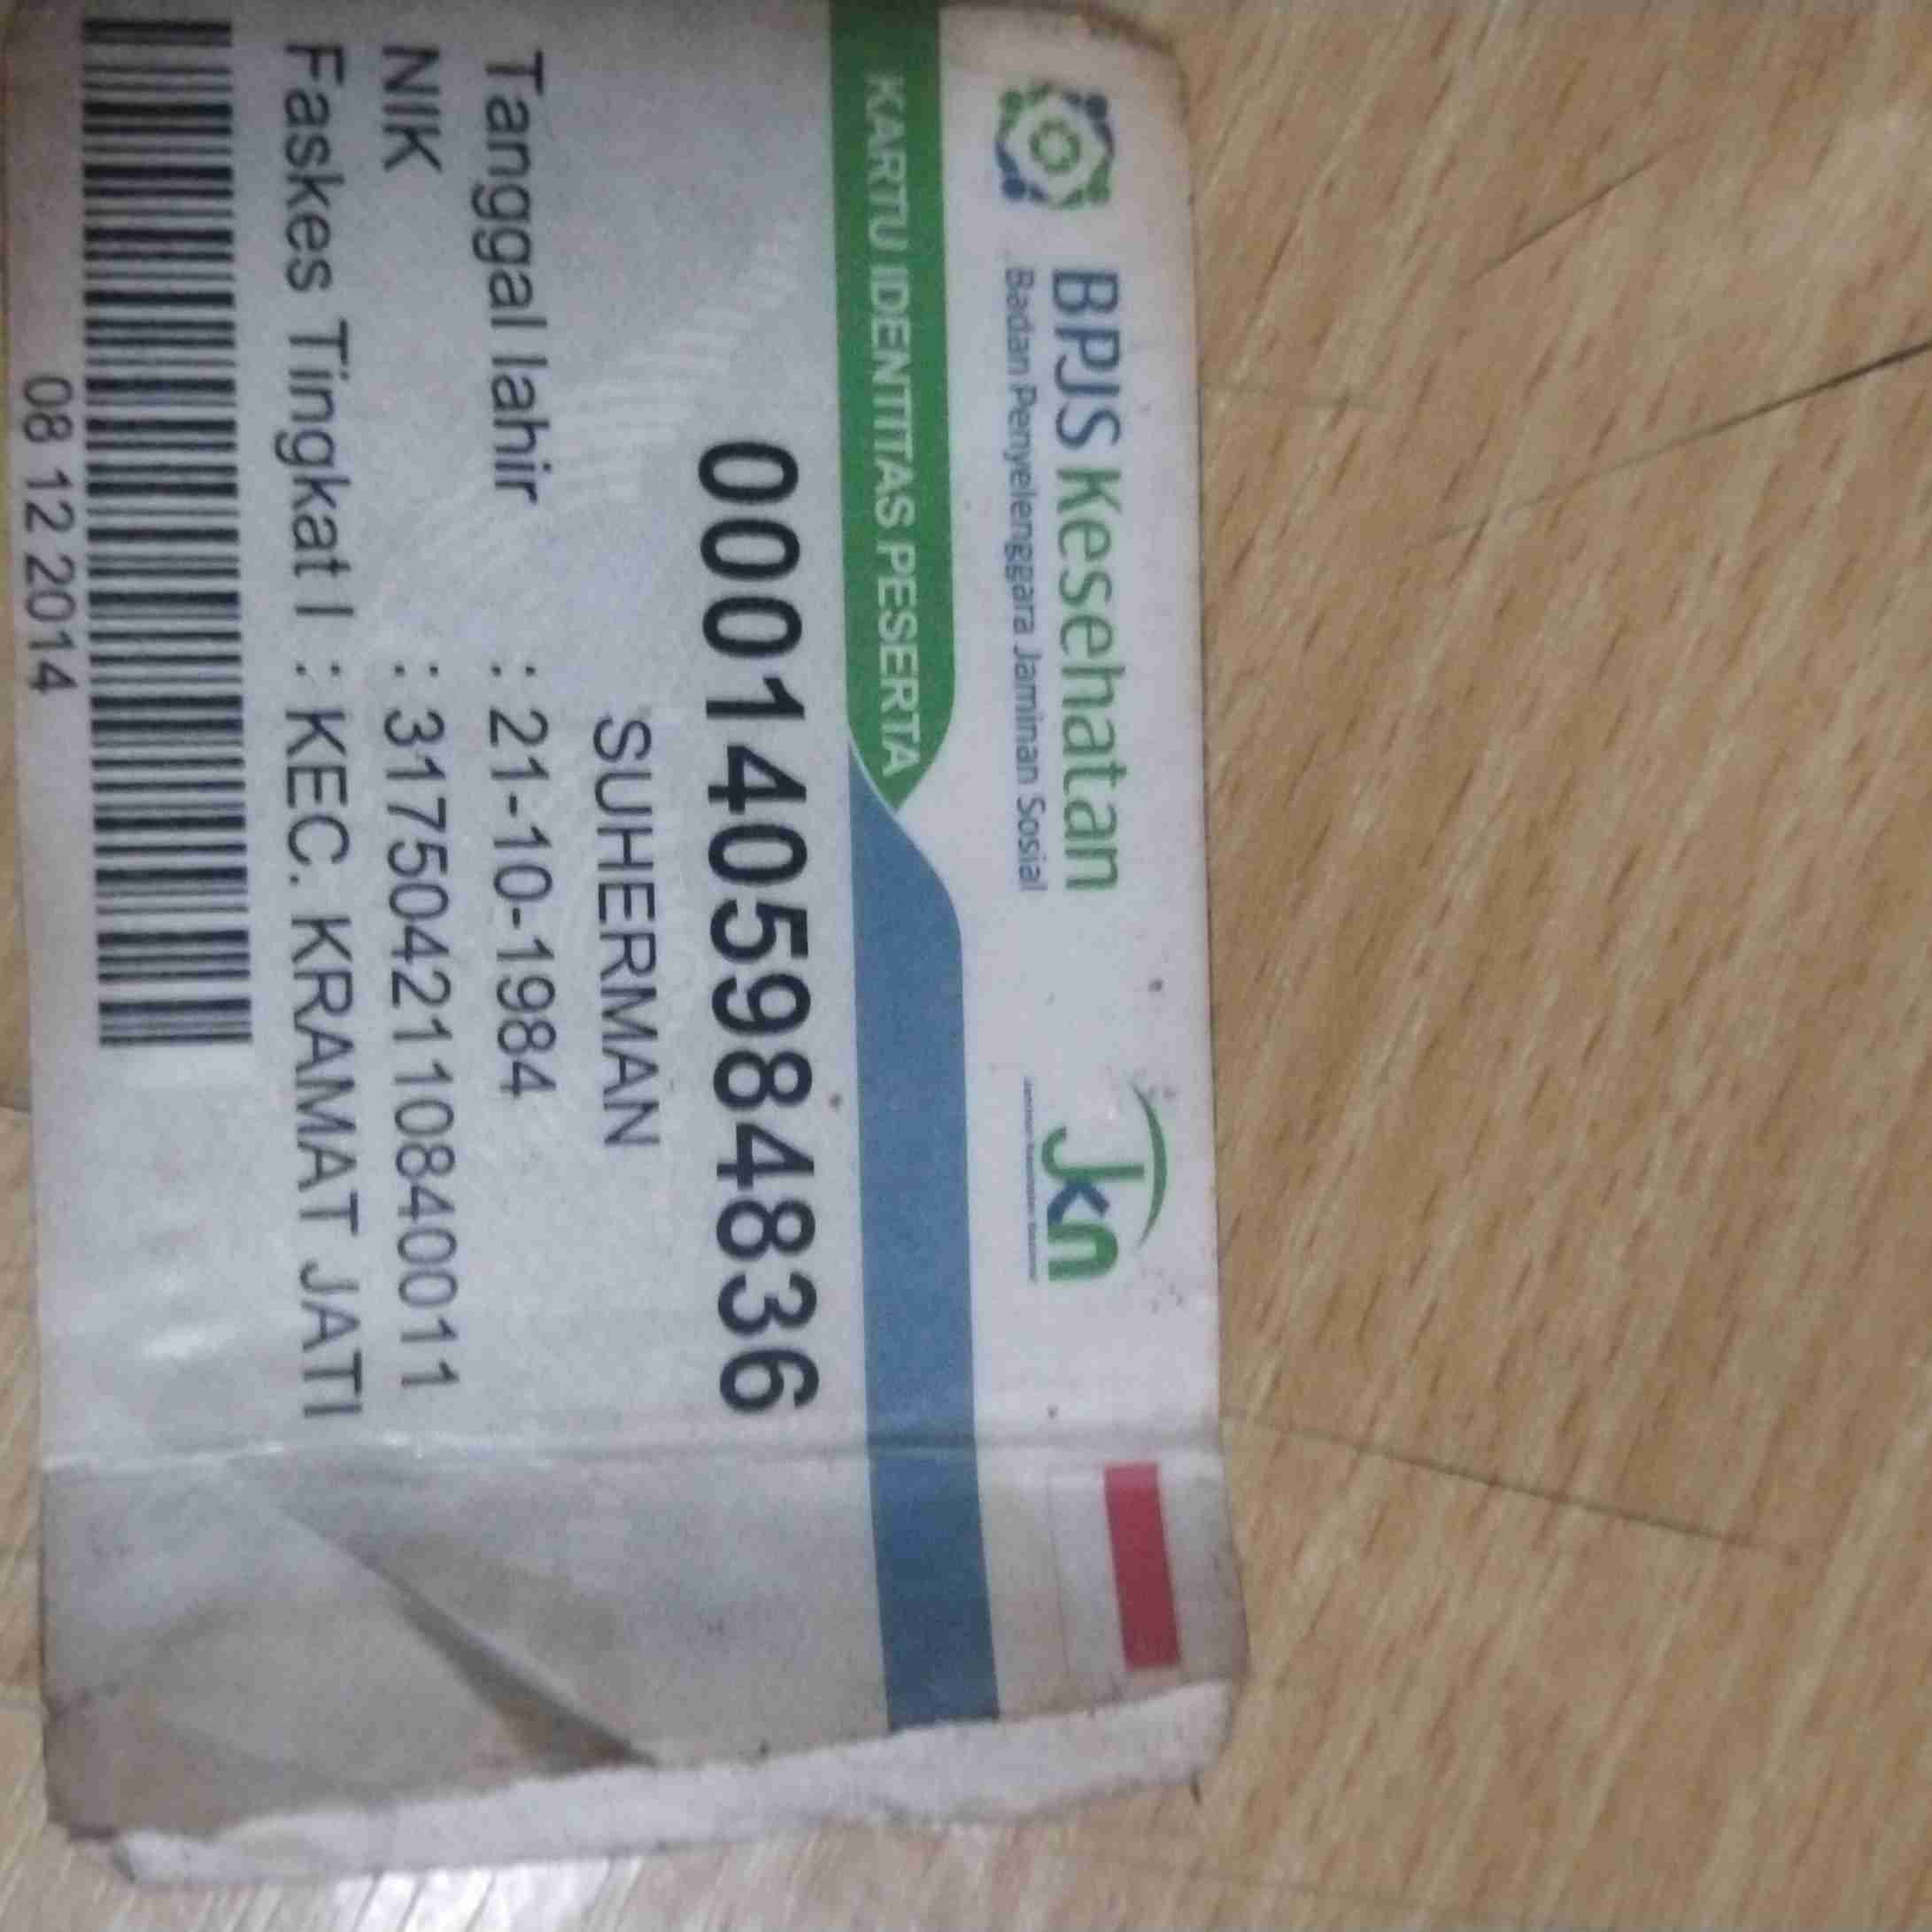 BPJS Kesehatan
Badan Penyelenggara Jaminan Sosial
Jkn
KARTU IDENTITAS PESERTA
0001405984836
SUHERMAN
Tanggal lahir : 21-10-1984
NIK : 3175042110840011
Faskes Tingkat I : KEC. KRAMAT JATI
08 12 2014